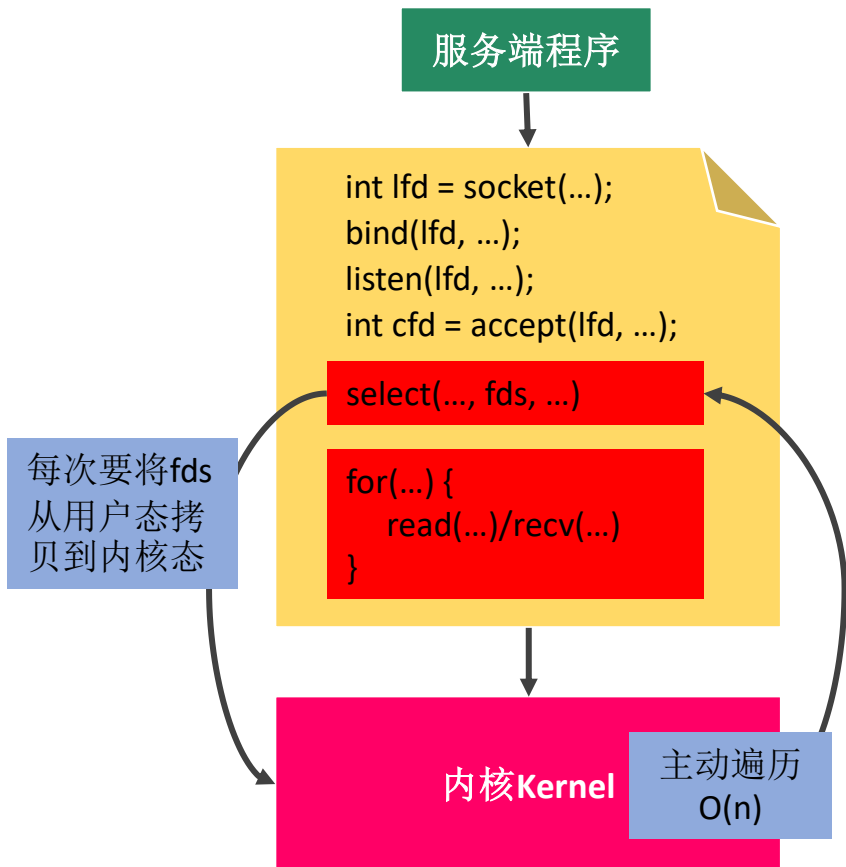 服务端程序
int lfd = socket(…);
bind(lfd, …);
listen(lfd, …);
int cfd = accept(lfd, …);
select(…, fds, …)
每次要将fds
从用户态拷
贝到内核态
for(…) {
read(…)/recv(…)
}
内核Kernel
主动遍历
O(n)